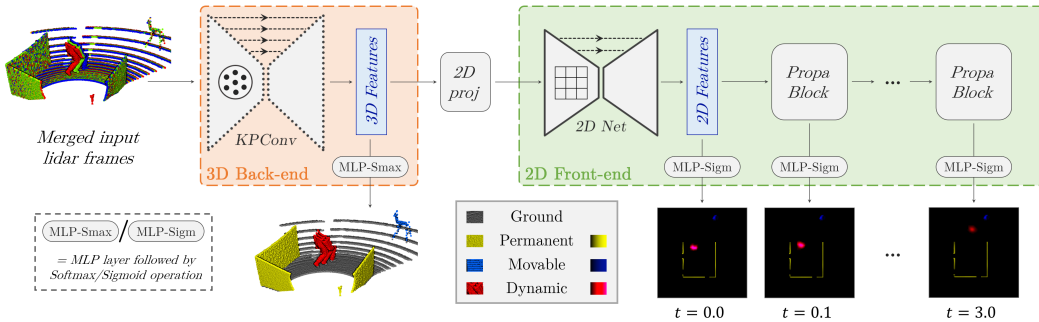 Merged input
lidar frames
KPConv
3D Features
3D Back-end
MLP-Smax
2D
proj
2D Net
2D Features
Propa
Block
...
Propa
Block
2D Front-end
MLP-Sigm
MLP-Sigm
MLP-Sigm
MLP-Smax / MLP-Sigm
= MLP layer followed by
Softmax/Sigmoid operation
Ground
Permanent
Movable
Dynamic
...
t = 0.0
t = 0.1
t = 3.0